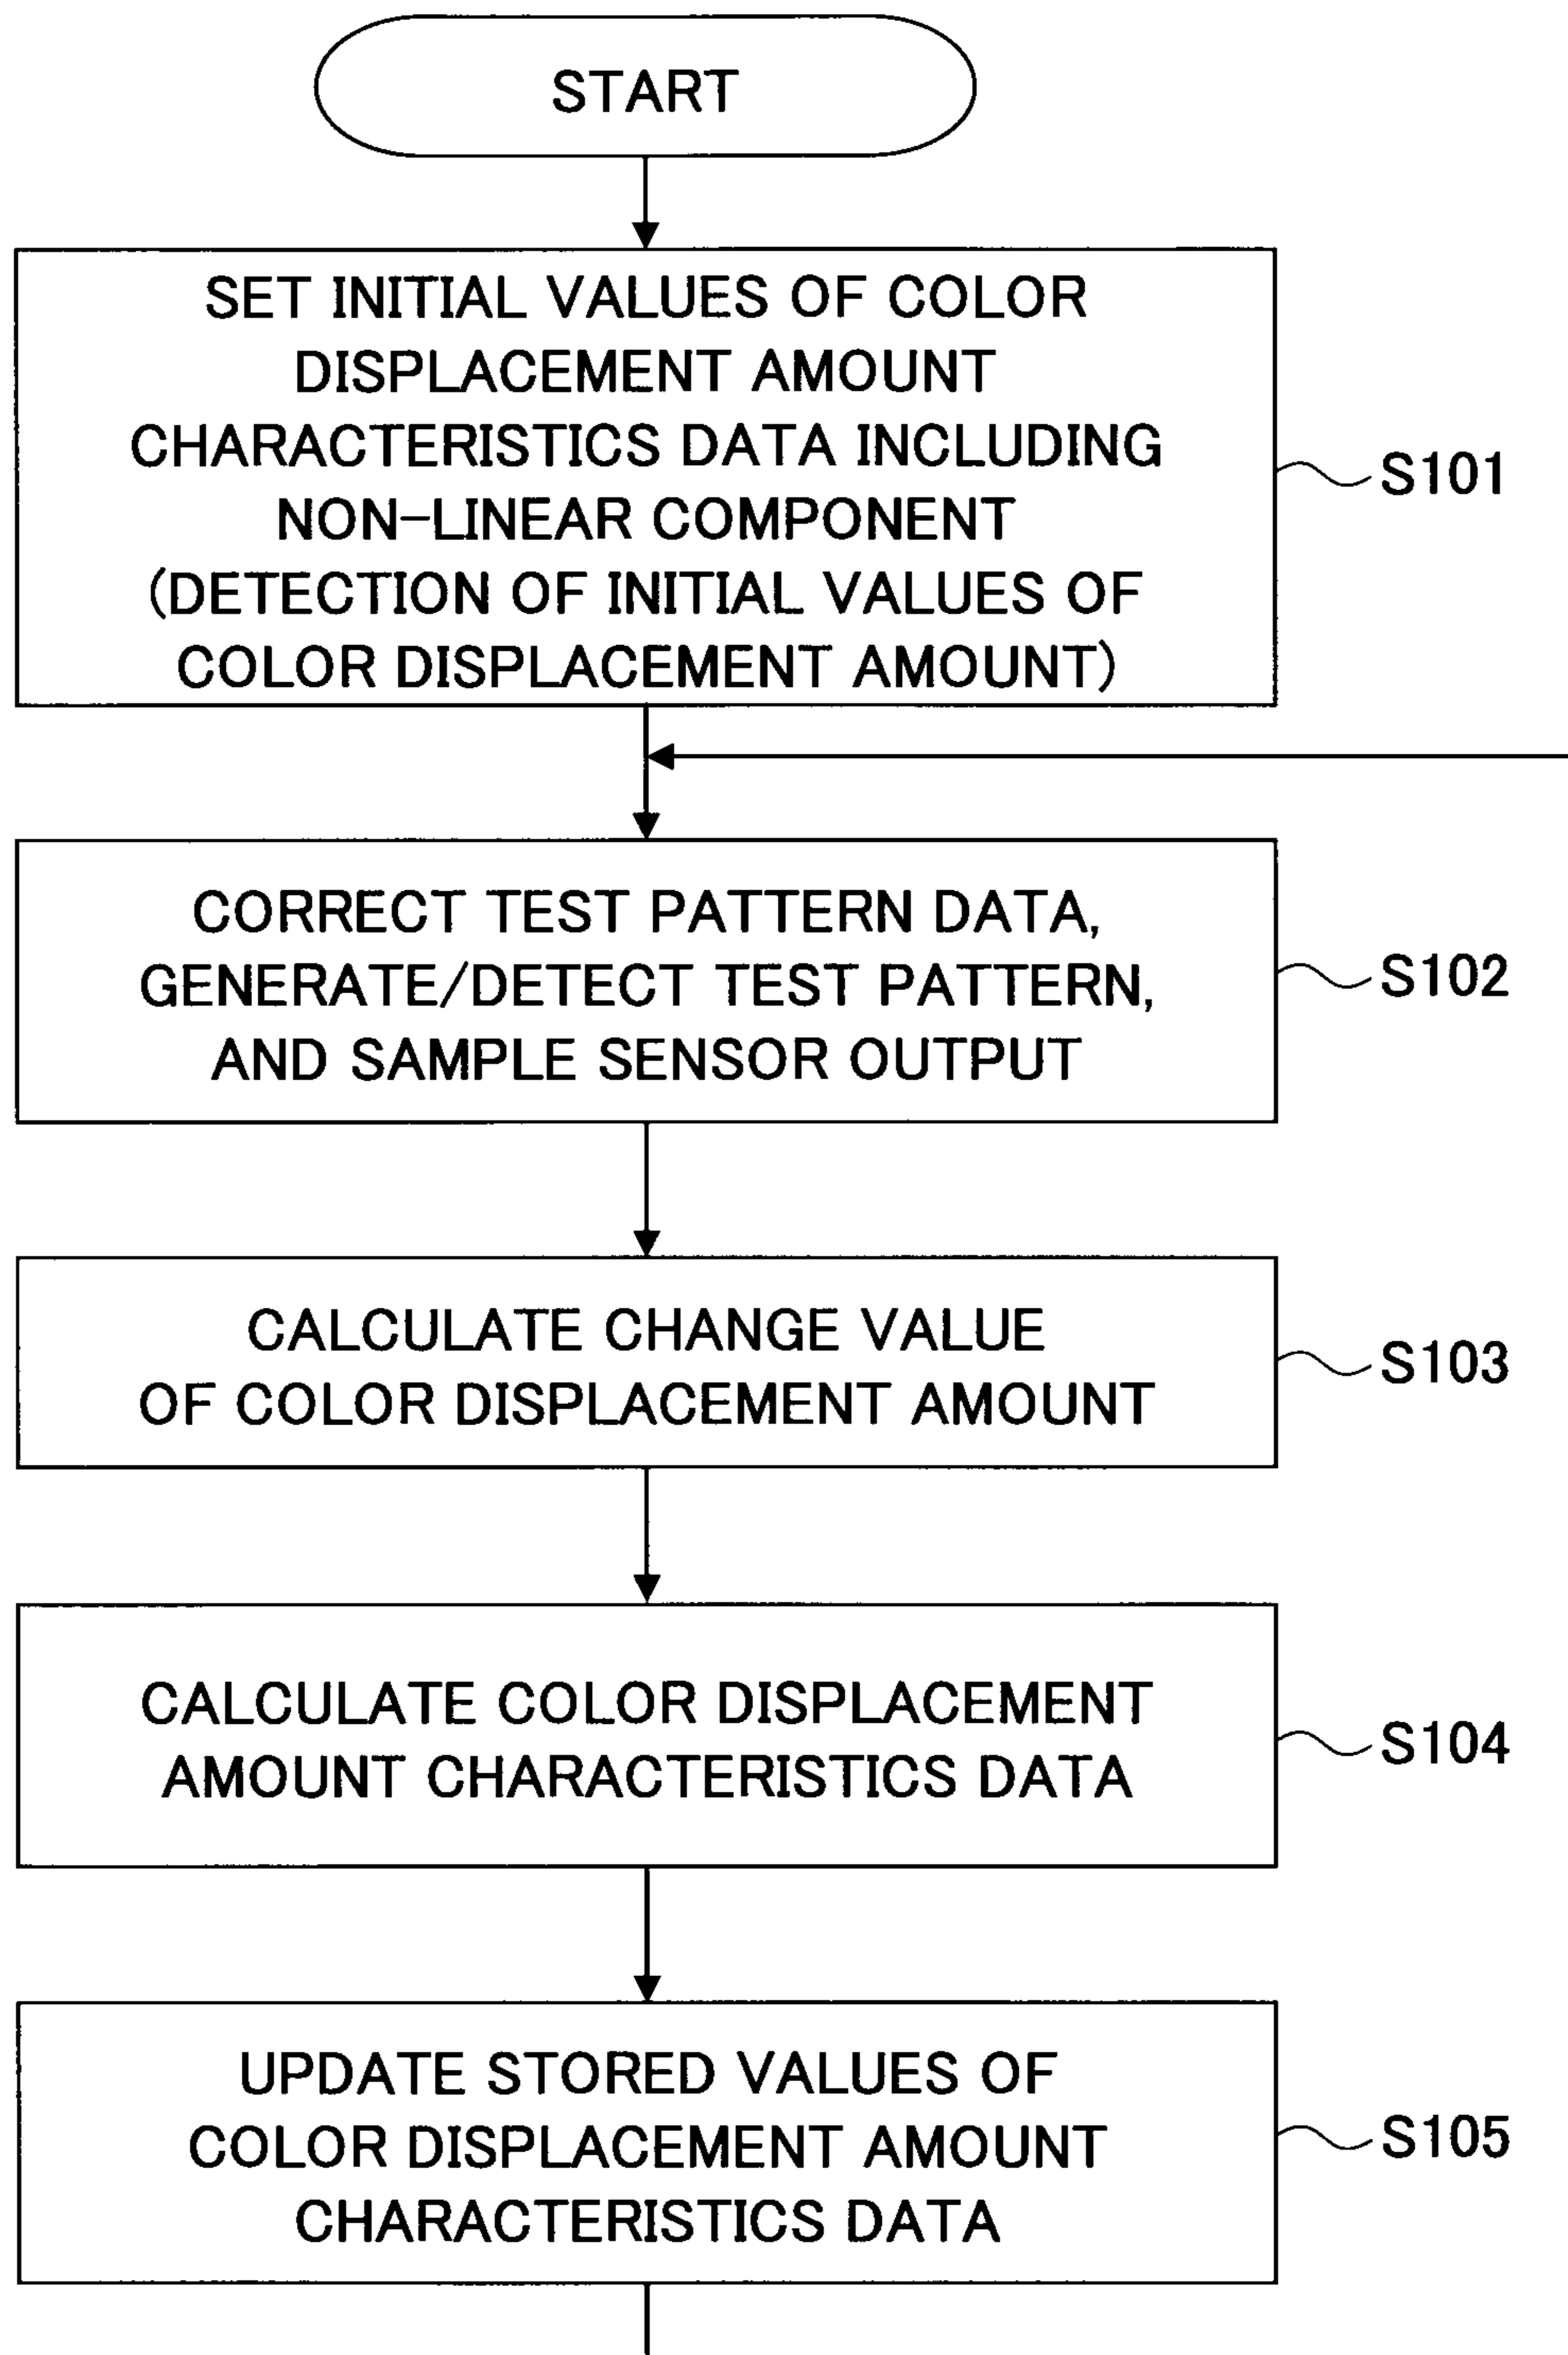 START
SET INITIAL VALUES OF COLOR
DISPLACEMENT AMOUNT
CHARACTERISTICS DATA INCLUDING
NON-LINEAR COMPONENT
(DETECTION OF INITIAL VALUES OF
COLOR DISPLACEMENT AMOUNT)
S101
CORRECT TEST PATTERN DATA,
GENERATE/DETECT TEST PATTERN,
AND SAMPLE SENSOR OUTPUT
S102
CALCULATE CHANGE VALUE
OF COLOR DISPLACEMENT AMOUNT
S103
CALCULATE COLOR DISPLACEMENT
AMOUNT CHARACTERISTICS DATA
S104
UPDATE STORED VALUES OF
COLOR DISPLACEMENT AMOUNT
CHARACTERISTICS DATA
S105